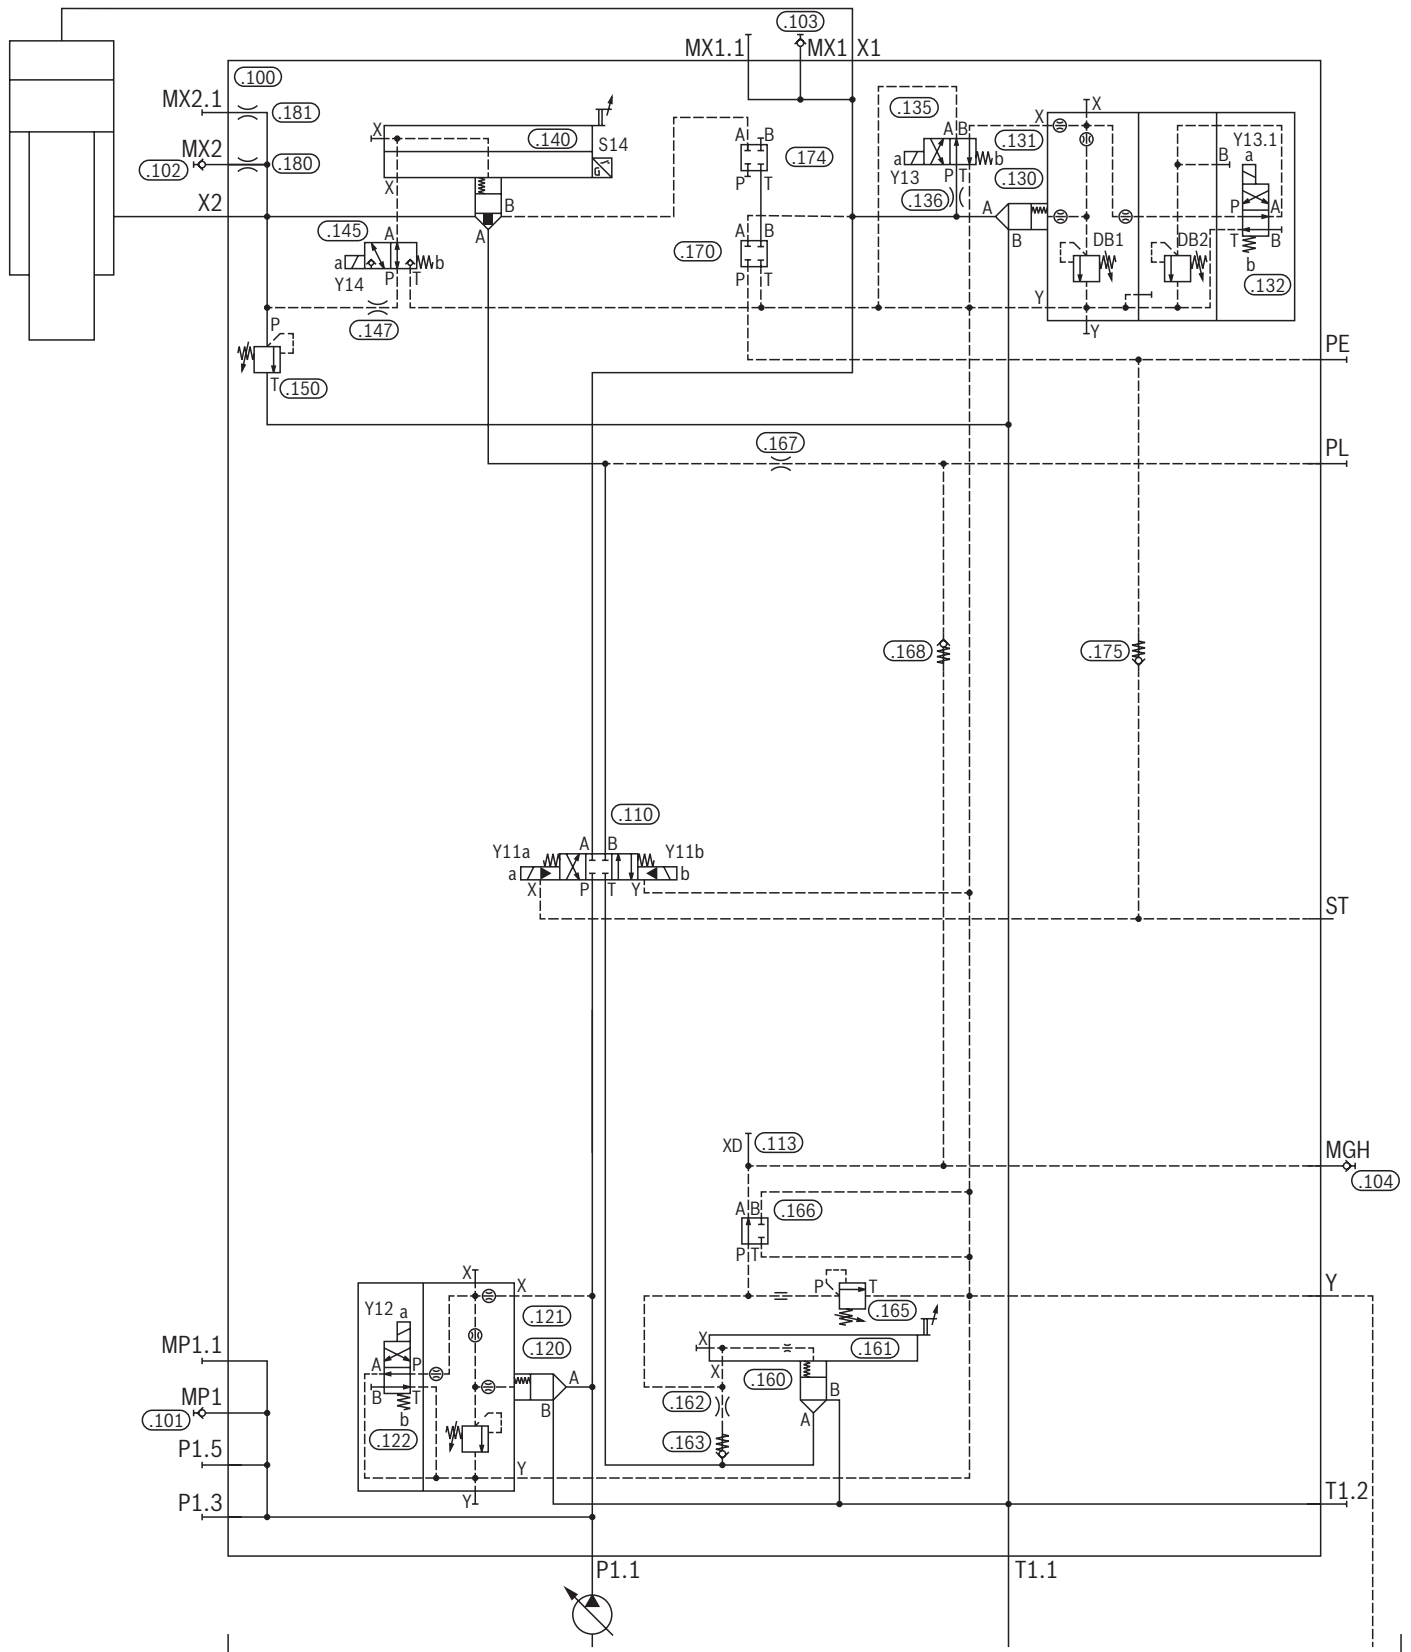 .103
MX1.1 MX1 X1
.100
MX2.1 .181
X .140 S14
G
A B .174
P T
.135
A B
a Y13 b
P T
.136
.131
.130
X X
B Y13.1
a
P A
T B
b
.132
MX2
.102 .180
X2
X
B
A
.145
A
a b
Y14 P T
.147
A B
.170
P T
A
B
DB1 DB2
Y
Y
P
T .150
PE
.167
PL
.168 .175
.110
Y11a A B Y11b
a b
X P T Y
ST
XD .113
MGH
.104
A B .166
P T
Y
P T
.165
X .161
X
.160
B
A
.162
.163
X X
Y12 a
.121
.120
A P
B T
b
.122
A
B
Y
Y
MP1.1
MP1
.101
P1.5
P1.3
T1.2
P1.1 T1.1